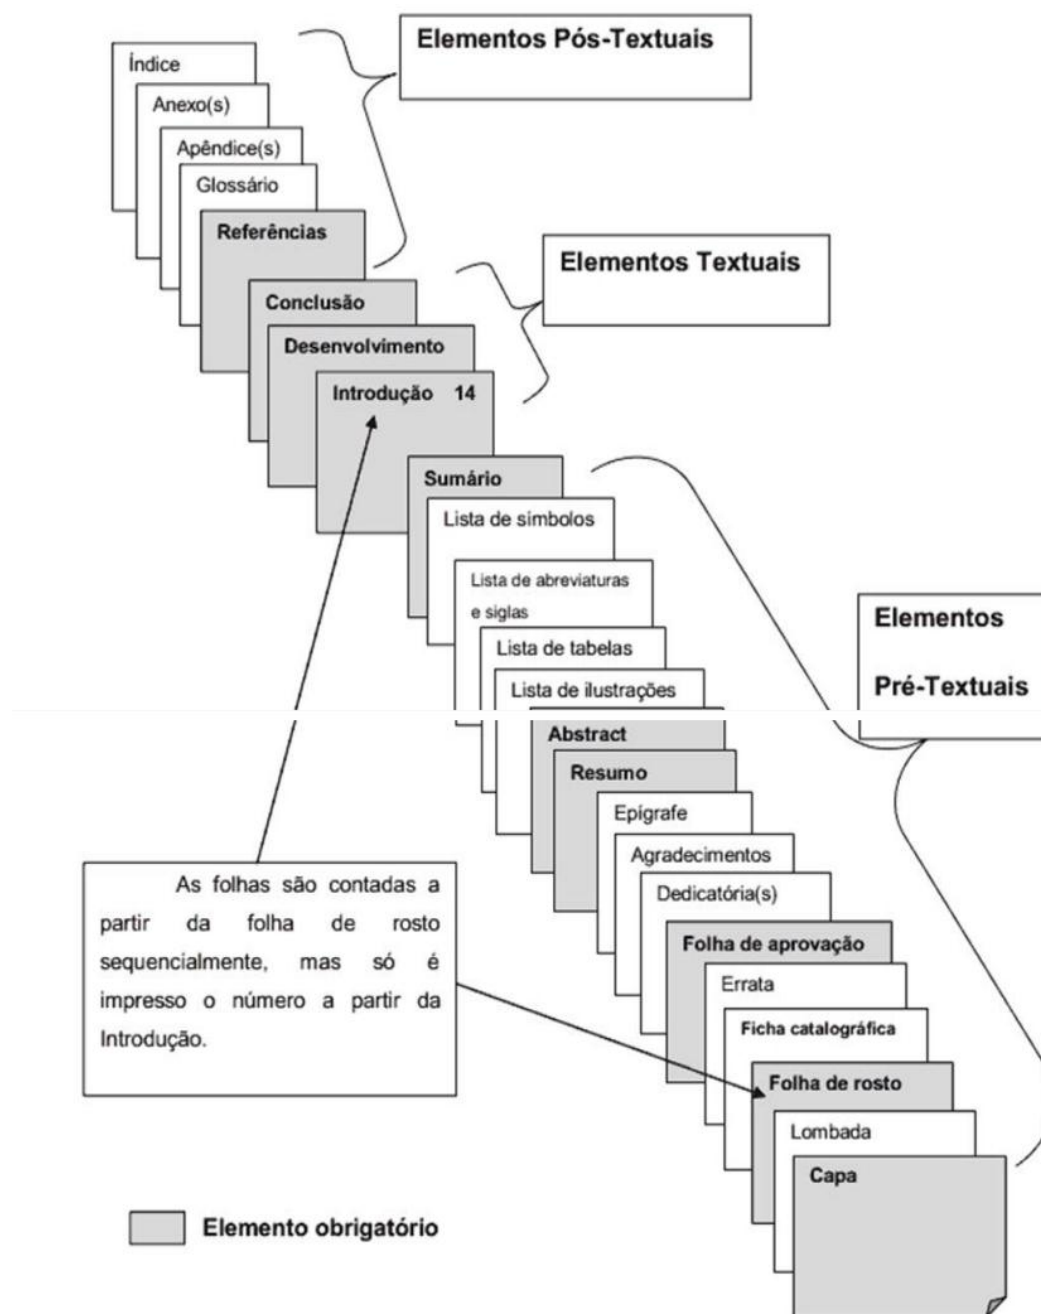 Elementos Pós-Textuais
Índice
Anexo(s)
Apêndice(s)
Glossário
Referências
Elementos Textuais
Conclusão
Desenvolvimento
Introdução 14
Sumário
Lista de símbolos
Lista de abreviaturas
e siglas
Lista de tabelas
Lista de ilustrações
Elementos
Pré-Textuais
Abstract
Resumo
Epígrafe
Agradecimentos
Dedicatória(s)
Folha de aprovação
Errata
Ficha catalográfica
Folha de rosto
Lombada
Capa
As folhas são contadas a
partir da folha de rosto
sequencialmente, mas só é
impresso o número a partir da
Introdução.
Elemento obrigatório